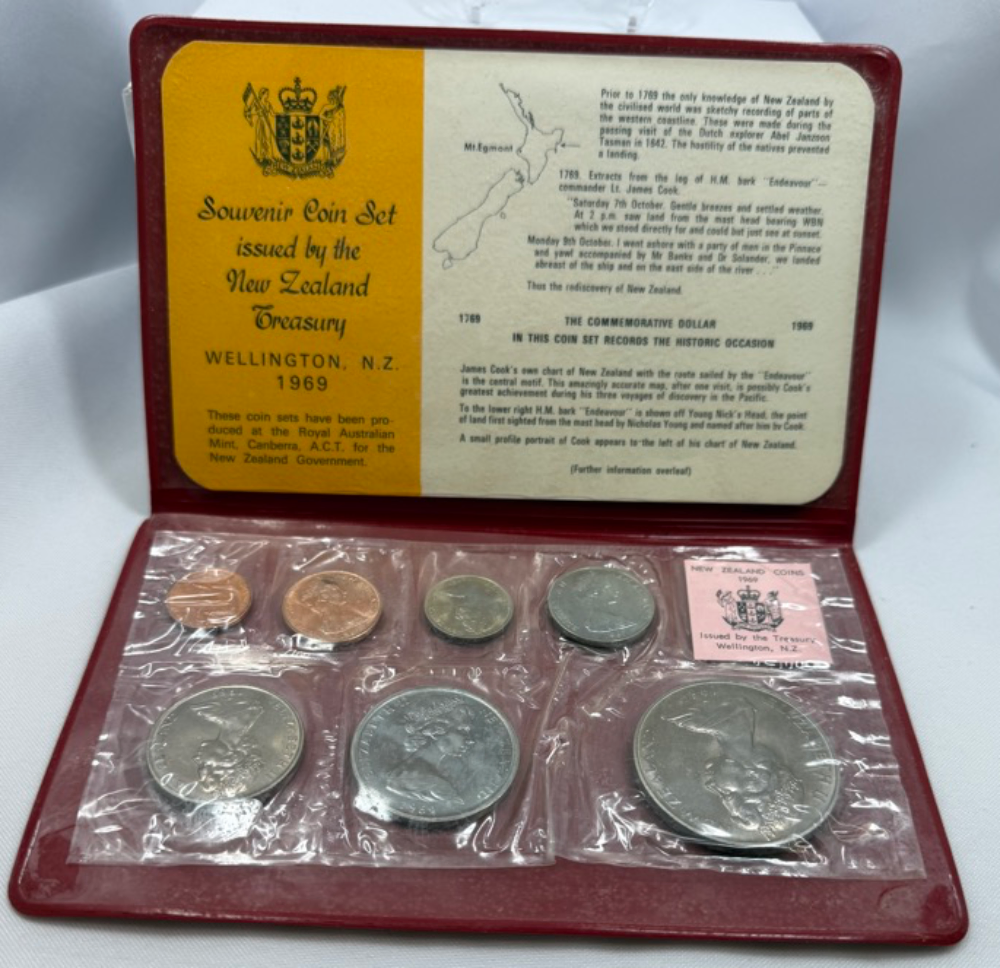 NEW ZEALAND
Souvenir Coin Set
issued by the
New Zealand
Treasury
WELLINGTON, N.Z.
1969
These coin sets have been pro-
duced at the Royal Australian
Mint, Canberra, A.C.T. for the
New Zealand Government.
Mt.Egmont
Prior to 1769 the only knowledge of New Zealand by
the civilised world was sketchy recording of parts of
the western coastline. These were made during the
passing visit of the Dutch explorer Abel Janzoon
Tasman in 1642. The hostility of the natives prevented
a landing.
1769. Extracts from the log of H.M. bark "Endeavour"—
commander Lt. James Cook.
"Saturday 7th October. Gentle breezes and settled weather.
At 2 p.m. saw land from the mast head bearing WBN
which we stood directly for and could but just see at sunset.
Monday 9th October. I went ashore with a party of men in the Pinnace
and yawl accompanied by Mr Banks and Dr Solander, we landed
abreast of the ship and on the east side of the river . . . ."
Thus the rediscovery of New Zealand.
1769 THE COMMEMORATIVE DOLLAR 1969
IN THIS COIN SET RECORDS THE HISTORIC OCCASION
James Cook's own chart of New Zealand with the route sailed by the "Endeavour"
is the central motif. This amazingly accurate map, after one visit, is possibly Cook's
greatest achievement during his three voyages of discovery in the Pacific.
To the lower right H.M. bark "Endeavour" is shown off Young Nick's Head, the point
of land first sighted from the mast head by Nicholas Young and named after him by Cook.
A small profile portrait of Cook appears to the left of his chart of New Zealand.
(Further information overleaf)
NEW ZEALAND COINS
1969
Issued by the Treasury
Wellington, N.Z.